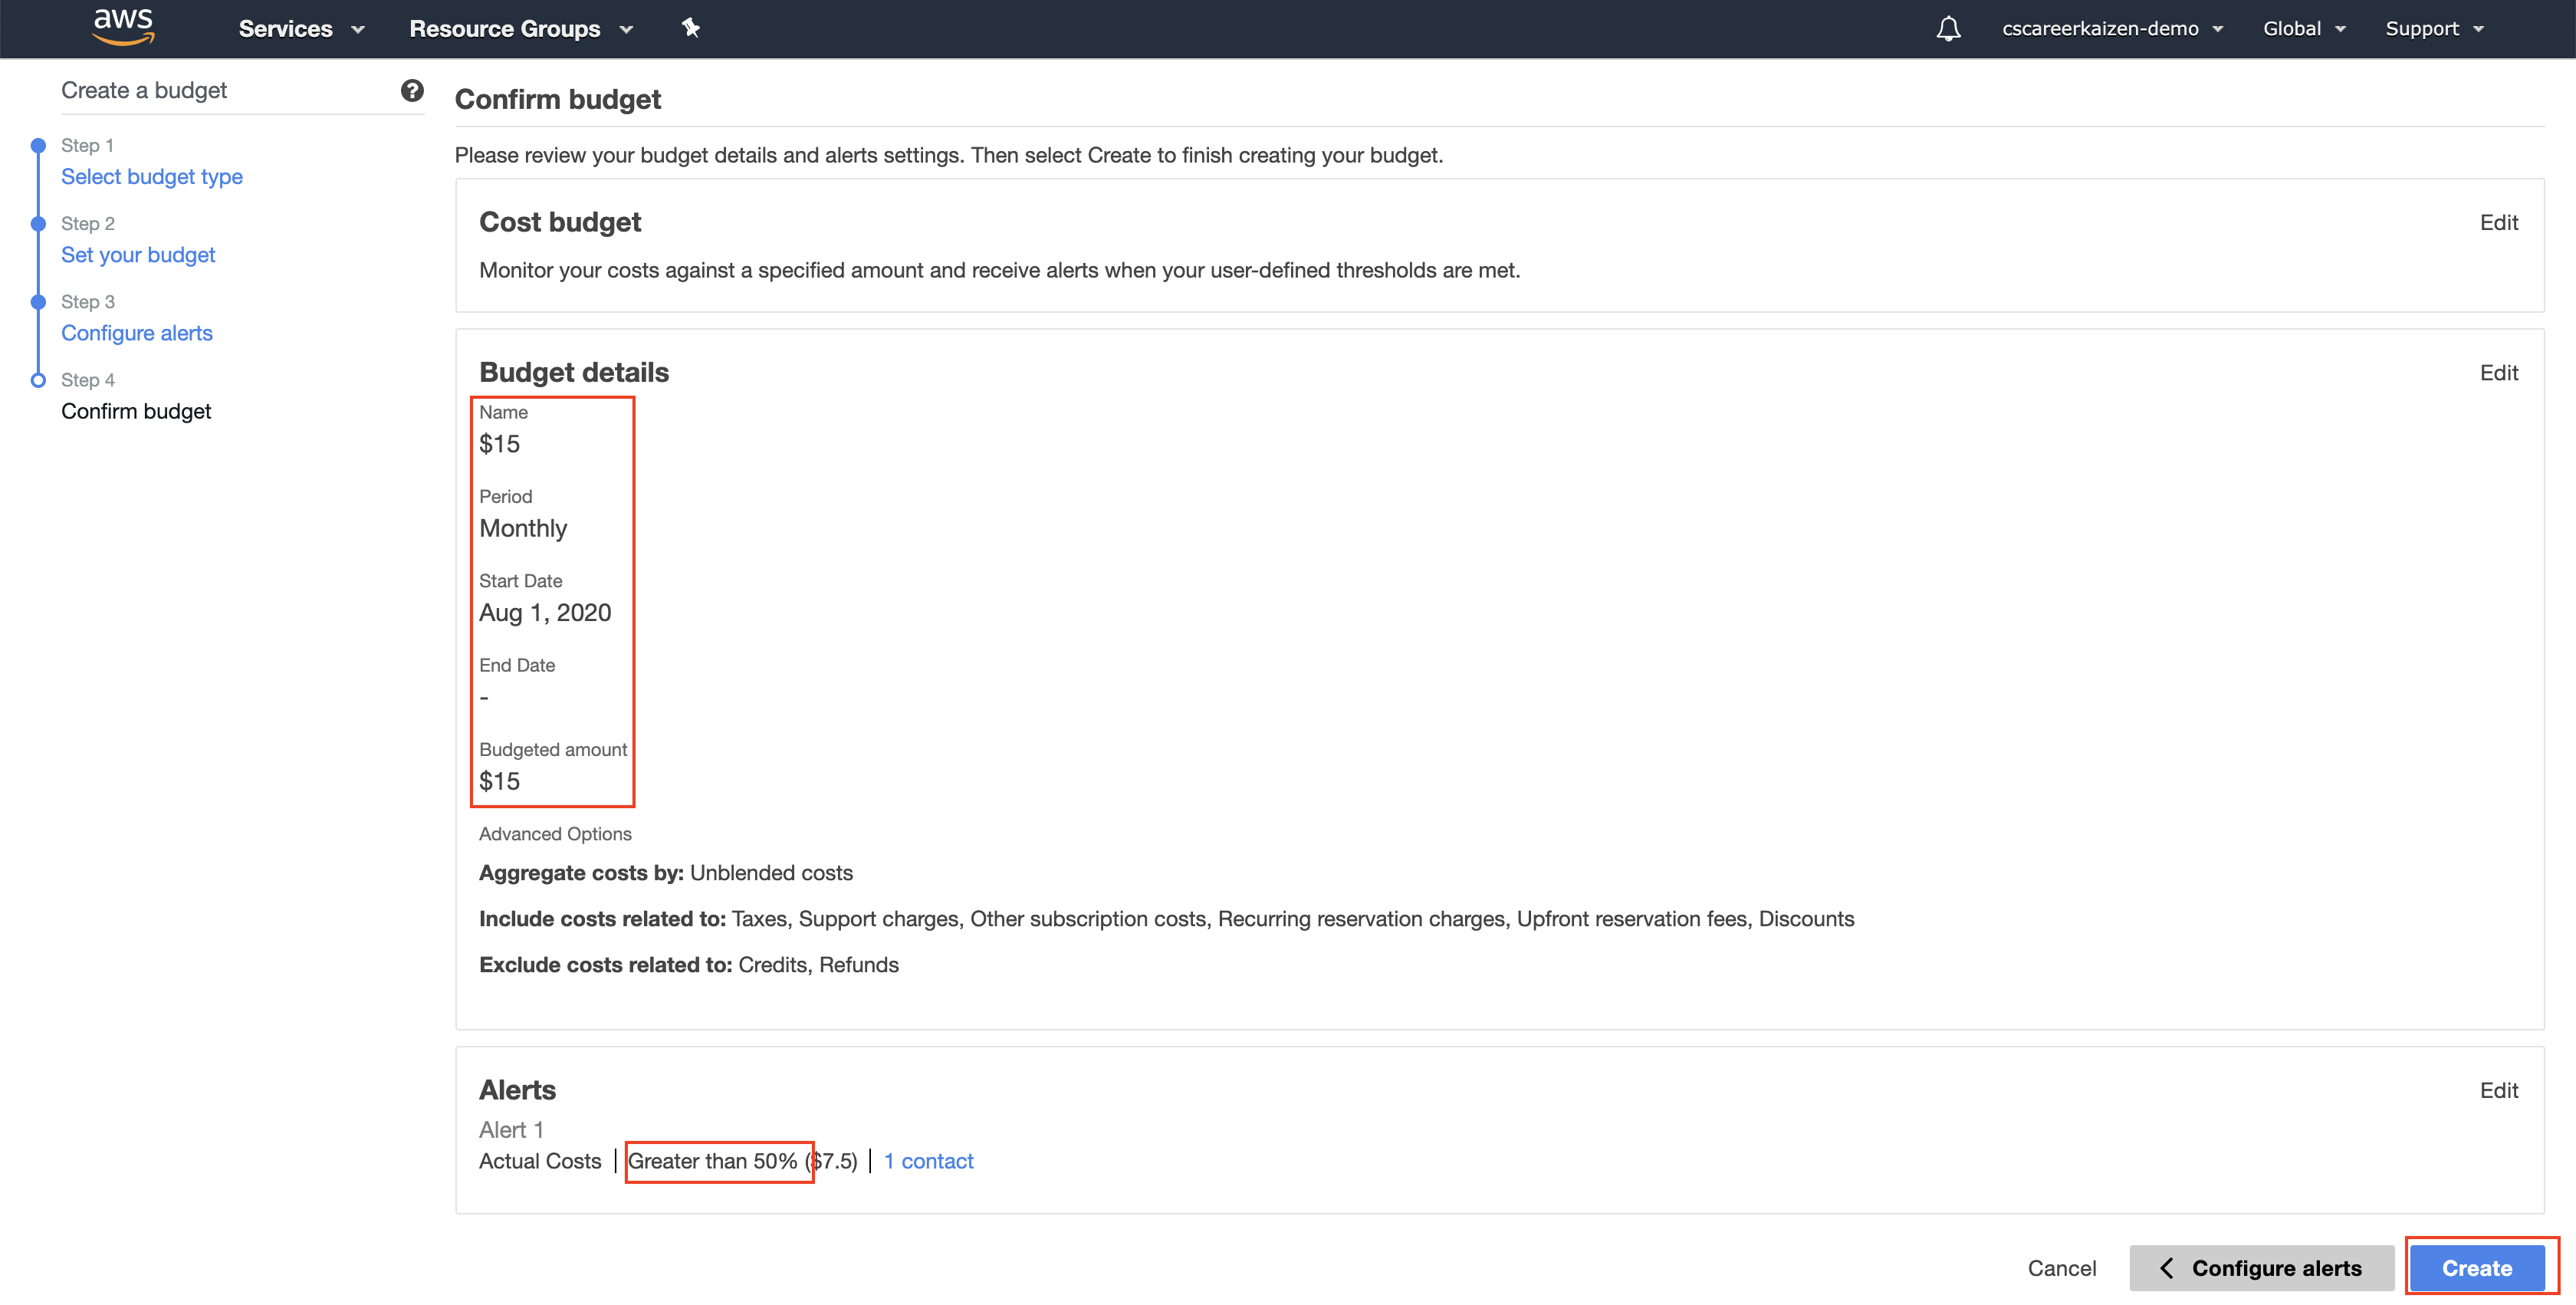 aws Services Resource Groups cscareerkaizen-demo Global Support
Create a budget ?
Step 1
Select budget type
Step 2
Set your budget
Step 3
Configure alerts
Step 4
Confirm budget
Confirm budget
Please review your budget details and alerts settings. Then select Create to finish creating your budget.
Cost budget Edit
Monitor your costs against a specified amount and receive alerts when your user-defined thresholds are met.
Budget details Edit
Name
$15
Period
Monthly
Start Date
Aug 1, 2020
End Date
-
Budgeted amount
$15
Advanced Options
Aggregate costs by: Unblended costs
Include costs related to: Taxes, Support charges, Other subscription costs, Recurring reservation charges, Upfront reservation fees, Discounts
Exclude costs related to: Credits, Refunds
Alerts Edit
Alert 1
Actual Costs | Greater than 50% ($7.5) | 1 contact
Cancel Configure alerts Create